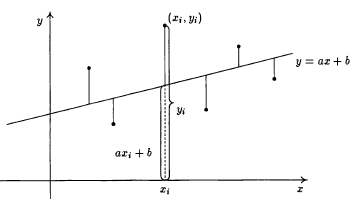 y
(x_i, y_i)
y = ax + b
y_i
ax_i + b
x_i
x